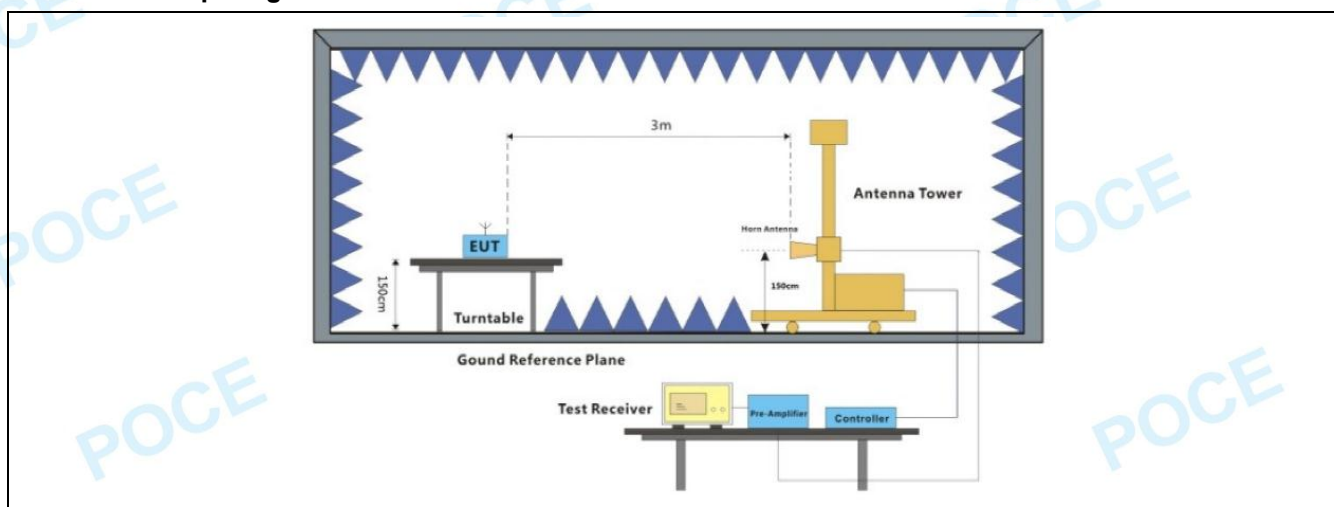 POCE
POCE
3m
Antenna Tower
POCE
POCE
Horn Antenna
EUT
150cm
150cm
Turntable
Gound Reference Plane
Test Receiver
Pre-Amplifier
Controller
POCE
POCE